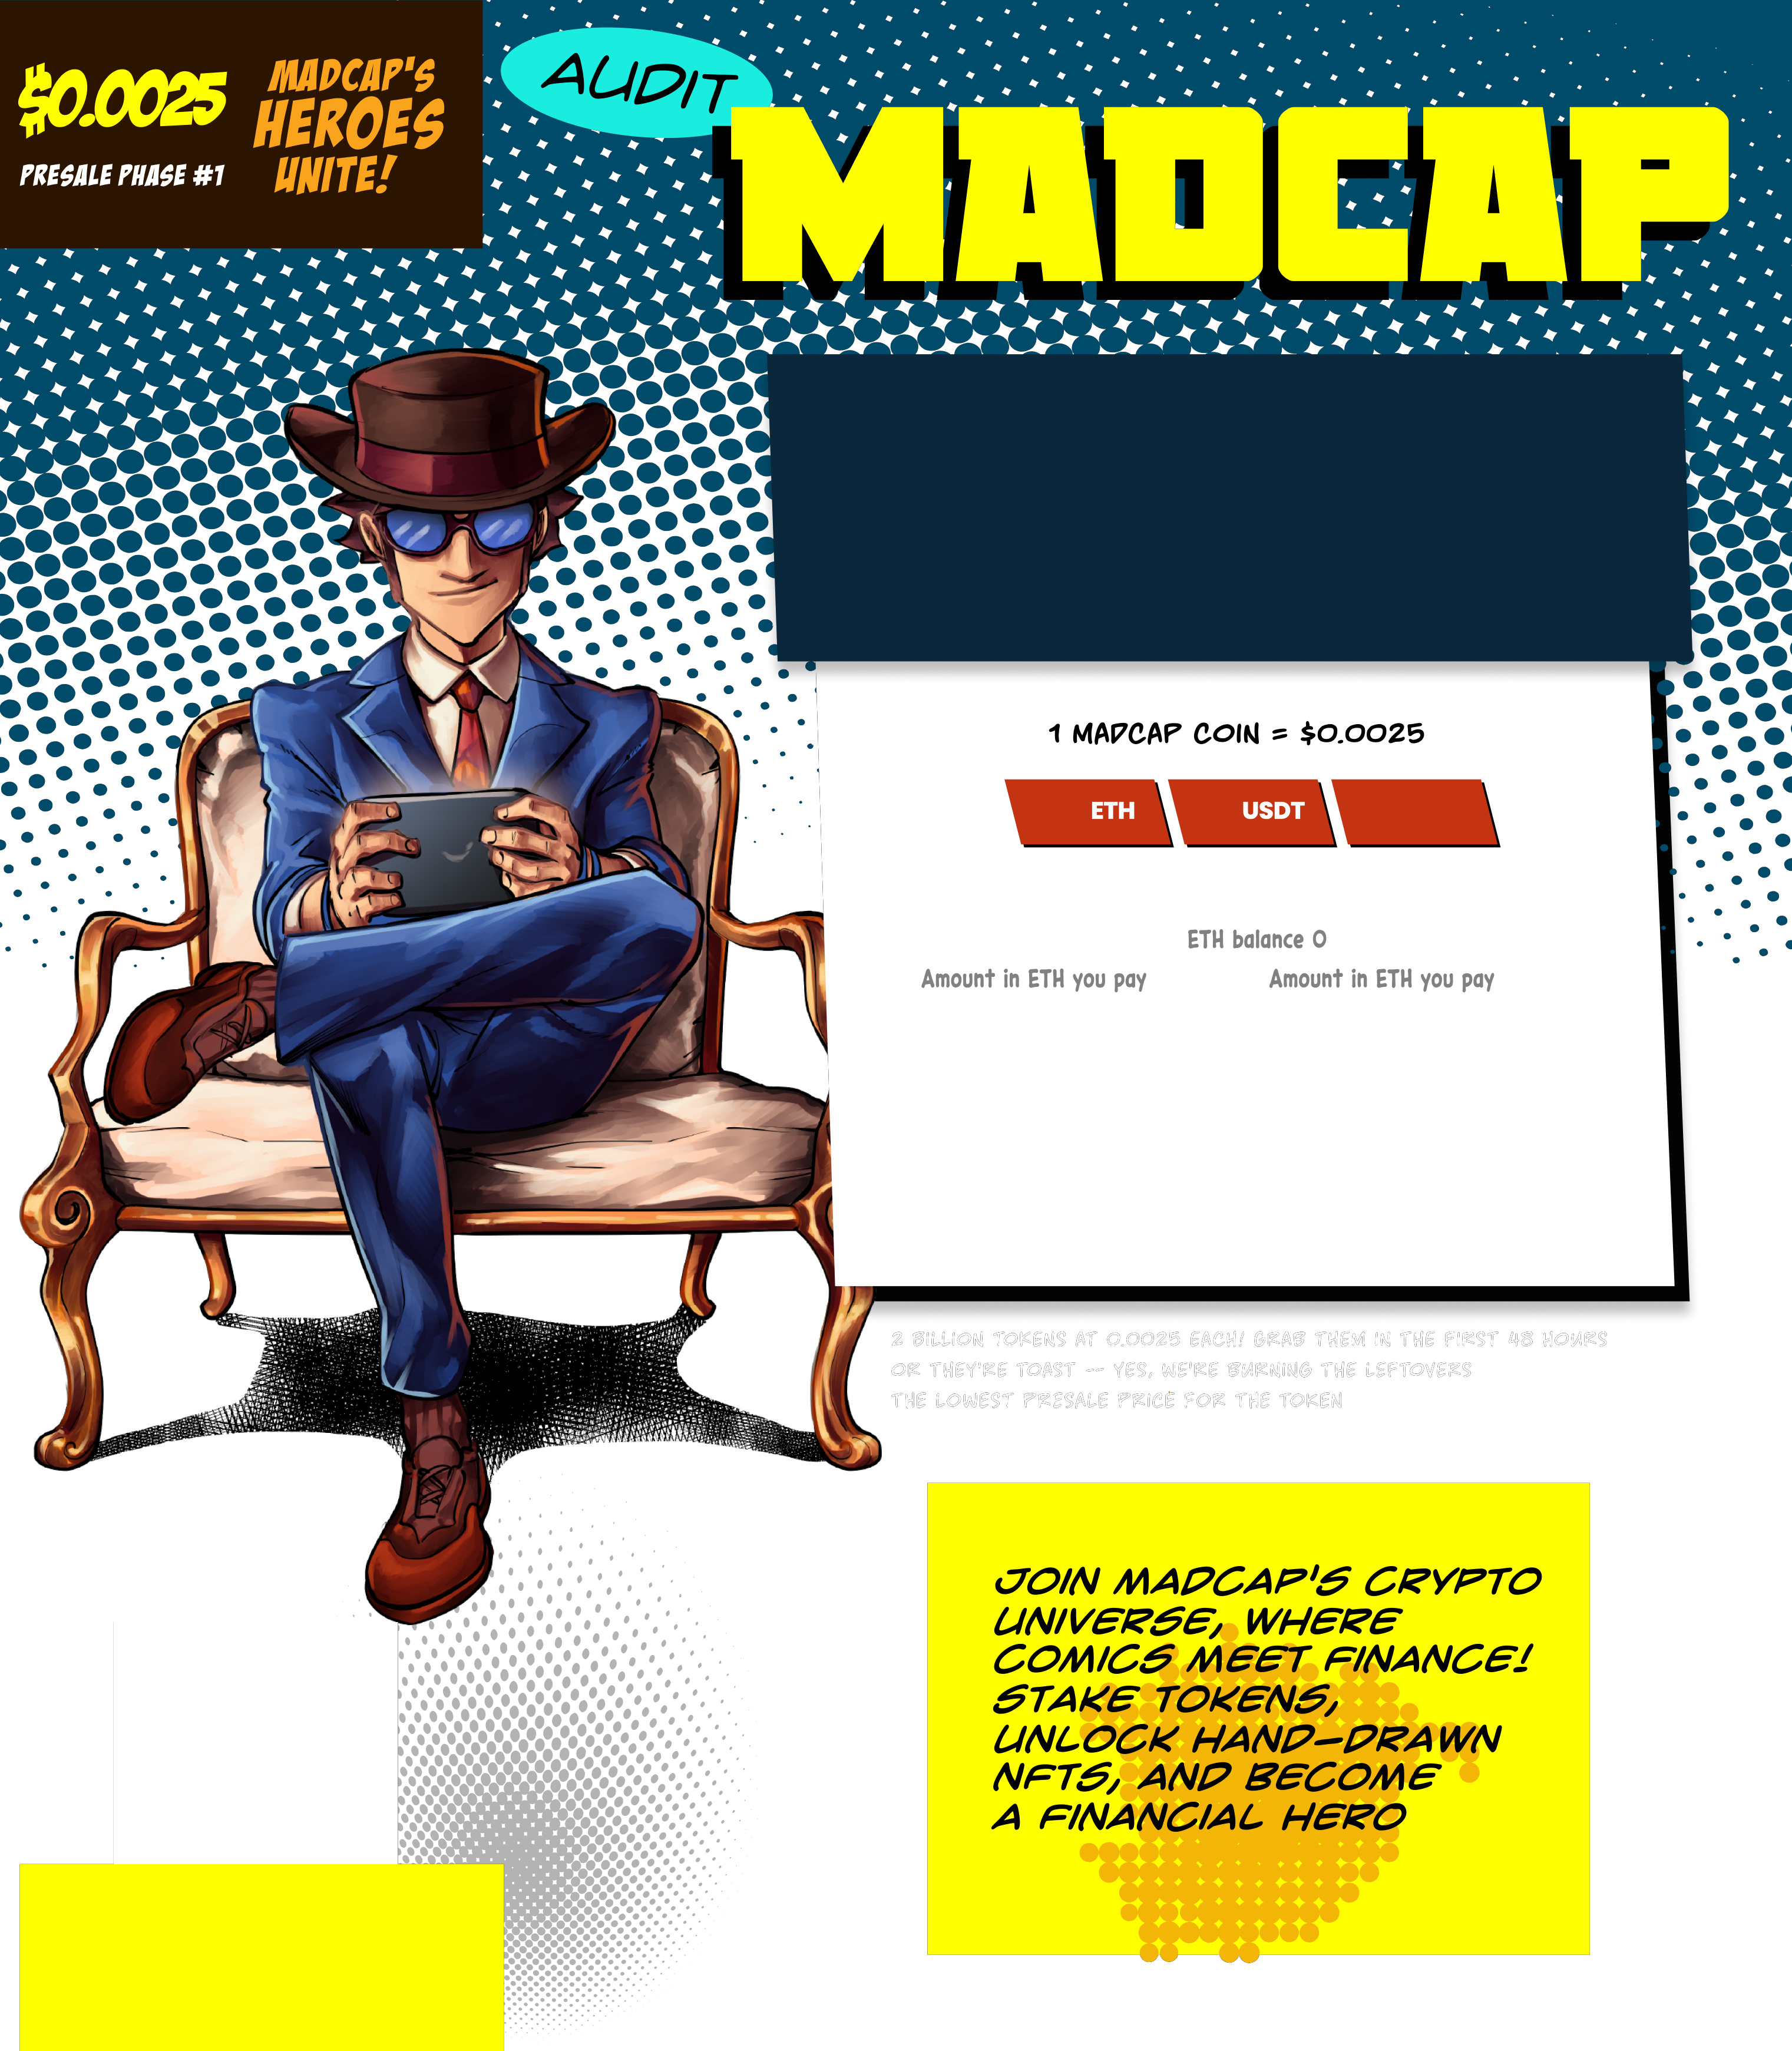 $0.0025
PRESALE PHASE #1
MADCAP'S
HEROES
UNITE!
AUDIT
MADCAP
1 MADCAP COIN = $0.0025
ETH
USDT
ETH balance 0
Amount in ETH you pay
Amount in ETH you pay
2 BILLION TOKENS AT 0.0025 EACH! GRAB THEM IN THE FIRST 48 HOURS
OR THEY'RE TOAST -- YES, WE'RE BURNING THE LEFTOVERS
THE LOWEST PRESALE PRICE FOR THE TOKEN
JOIN MADCAP'S CRYPTO
UNIVERSE, WHERE
COMICS MEET FINANCE!
STAKE TOKENS,
UNLOCK HAND-DRAWN
NFTS, AND BECOME
A FINANCIAL HERO